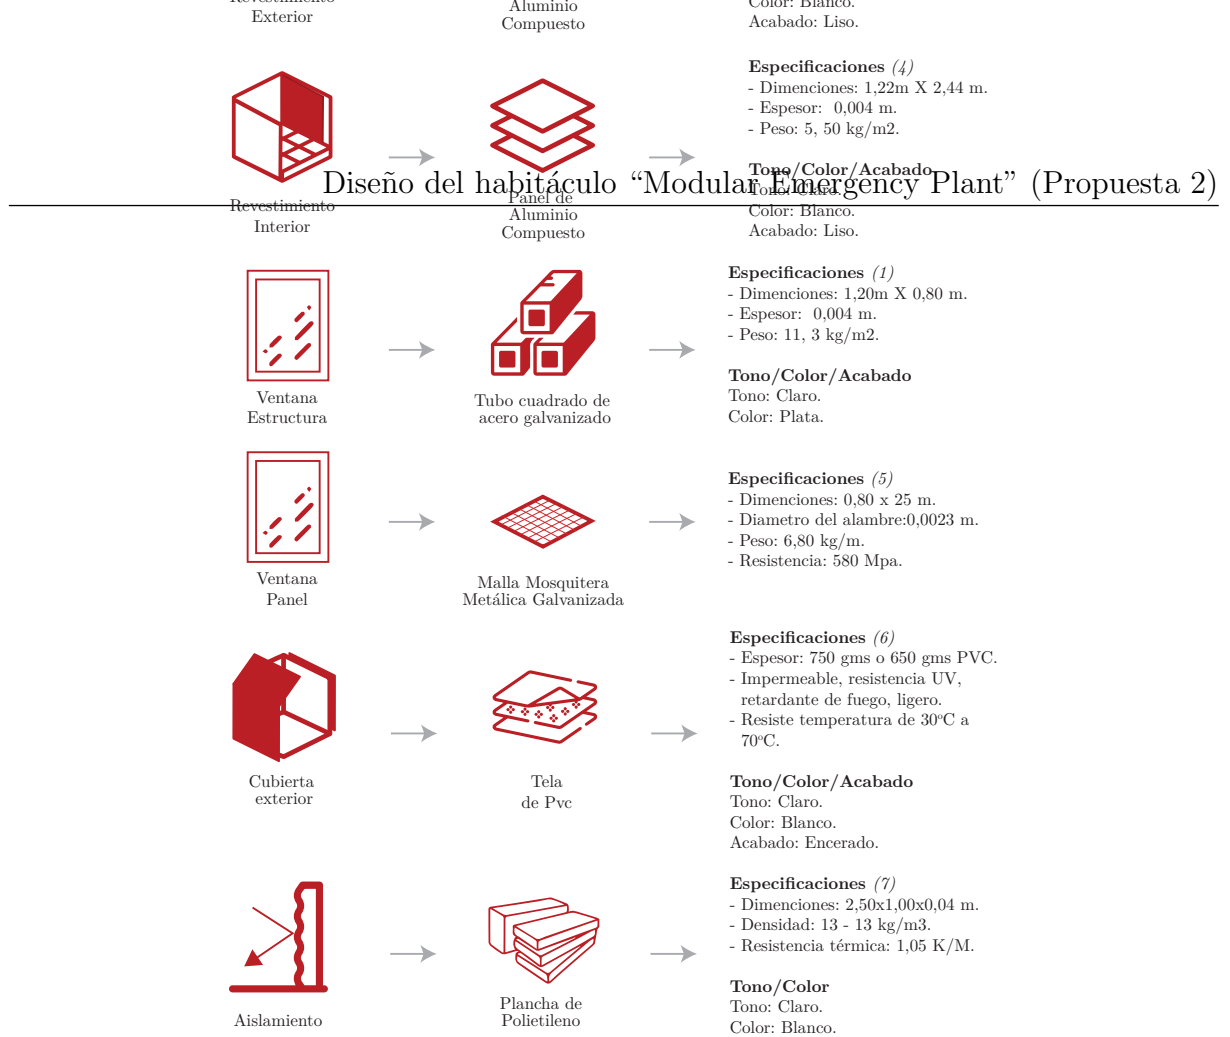 Revestimiento
Exterior
Aluminio
Compuesto
Color: Blanco.
Acabado: Liso.
Especificaciones (4)
- Dimenciones: 1,22m X 2,44 m.
- Espesor: 0,004 m.
- Peso: 5, 50 kg/m2.
Tono/Color/Acabado
Tono: Claro.
Color: Blanco.
Acabado: Liso.
Diseño del habitáculo “Modular Emergency Plant” (Propuesta 2)
Revestimiento
Interior
Panel de
Aluminio
Compuesto
Especificaciones (1)
- Dimenciones: 1,20m X 0,80 m.
- Espesor: 0,004 m.
- Peso: 11, 3 kg/m2.
Tono/Color/Acabado
Tono: Claro.
Color: Plata.
Ventana
Estructura
Tubo cuadrado de
acero galvanizado
Especificaciones (5)
- Dimenciones: 0,80 x 25 m.
- Diametro del alambre:0,0023 m.
- Peso: 6,80 kg/m.
- Resistencia: 580 Mpa.
Ventana
Panel
Malla Mosquitera
Metálica Galvanizada
Especificaciones (6)
- Espesor: 750 gms o 650 gms PVC.
- Impermeable, resistencia UV,
retardante de fuego, ligero.
- Resiste temperatura de 30ºC a
70ºC.
Tono/Color/Acabado
Tono: Claro.
Color: Blanco.
Acabado: Encerado.
Cubierta
exterior
Tela
de Pvc
Especificaciones (7)
- Dimenciones: 2,50x1,00x0,04 m.
- Densidad: 13 - 13 kg/m3.
- Resistencia térmica: 1,05 K/M.
Tono/Color
Tono: Claro.
Color: Blanco.
Aislamiento
Plancha de
Polietileno